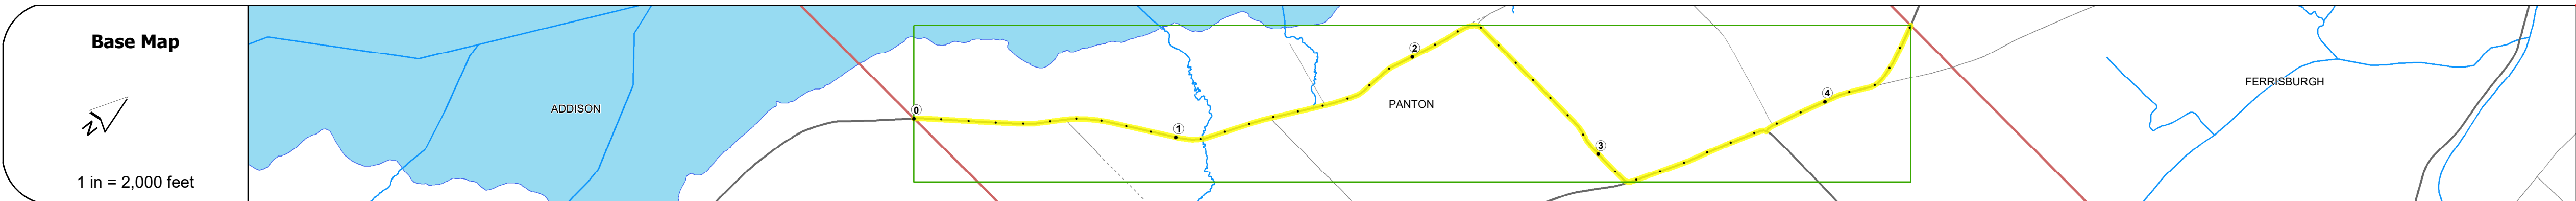 Base Map
N
1 in = 2,000 feet
ADDISON
0
1
2
PANTON
3
4
FERRISBURGH